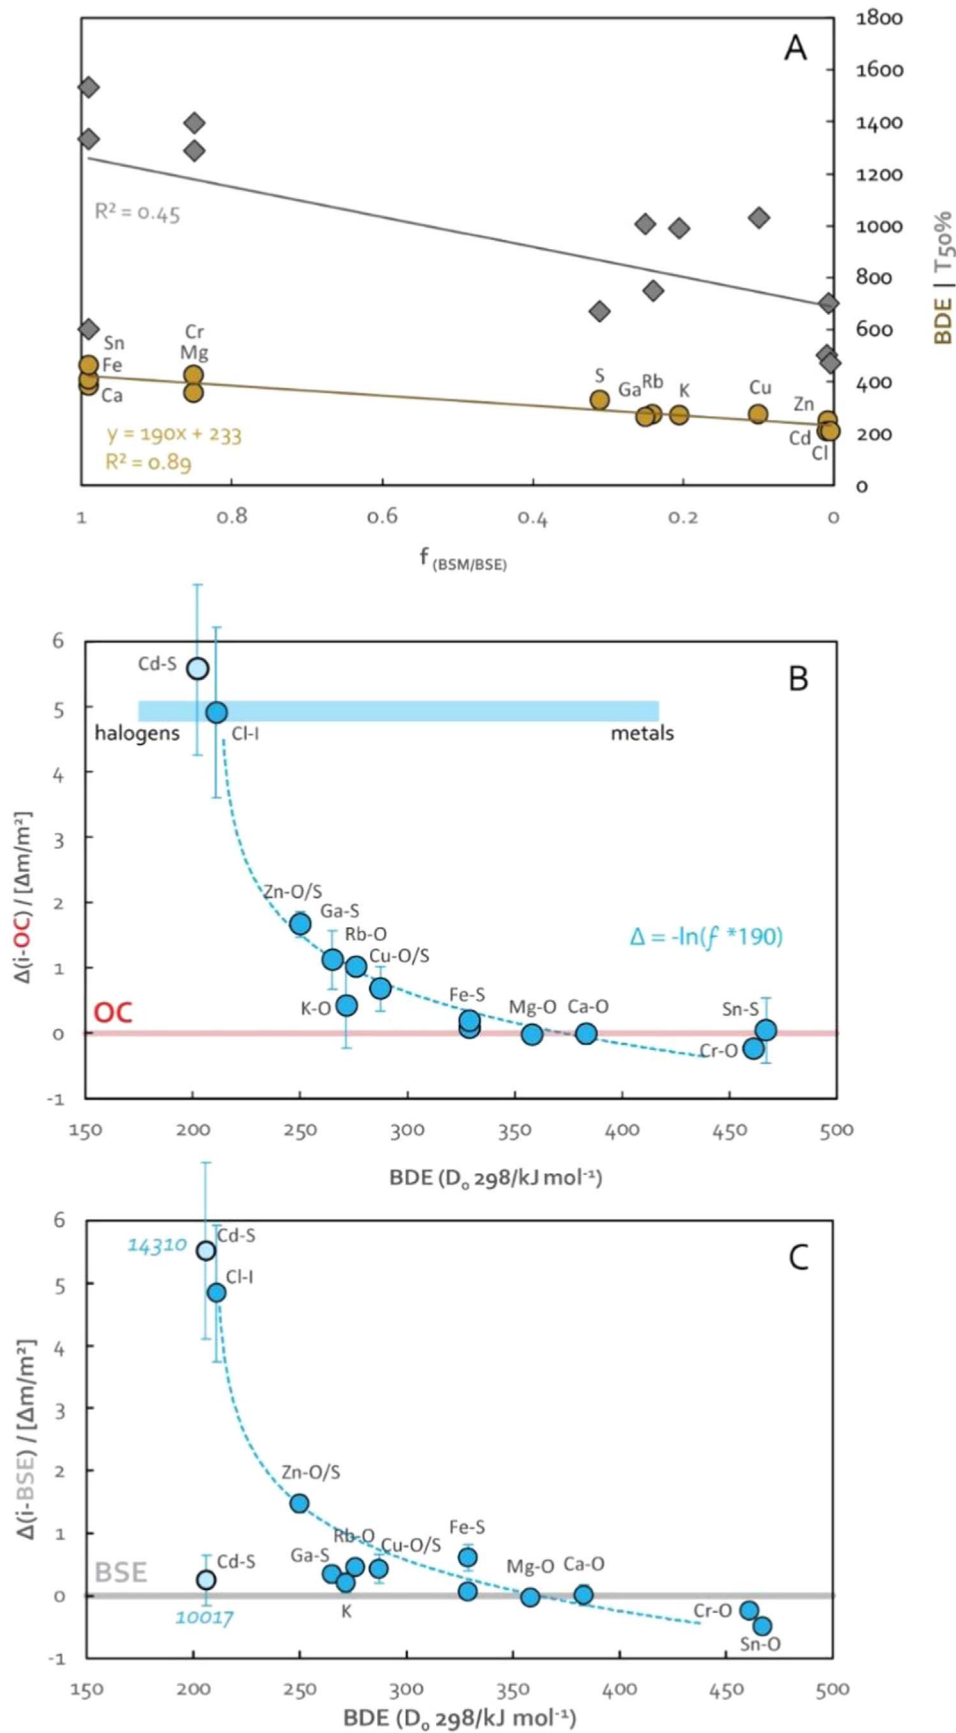 A
1800
1600
1400
1200
1000
800
600
400
200
0
BDE | T50%
R² = 0.45
Sn
Fe
Ca
Cr
Mg
S
Ga Rb K
Cu
Zn
Cd
Cl
y = 190x + 233
R² = 0.89
1 0.8 0.6 0.4 0.2 0
f (BSM/BSE)
B
6
5
4
3
2
1
0
-1
Δ(i-OC) / [Δm/m²]
Cd-S
halogens
Cl-I
metals
Zn-O/S
Ga-S
Rb-O
Cu-O/S
K-O
Δ = -ln(f *190)
OC
Fe-S
Mg-O Ca-O
Sn-S
Cr-O
150 200 250 300 350 400 450 500
BDE (Dₒ 298/kJ mol⁻¹)
C
6
5
4
3
2
1
0
-1
Δ(i-BSE) / [Δm/m²]
14310
Cd-S
Cl-I
Zn-O/S
Rb-O
Cu-O/S
Fe-S
Ga-S
K
BSE
Cd-S
10017
Mg-O Ca-O
Cr-O
Sn-O
150 200 250 300 350 400 450 500
BDE (Dₒ 298/kJ mol⁻¹)